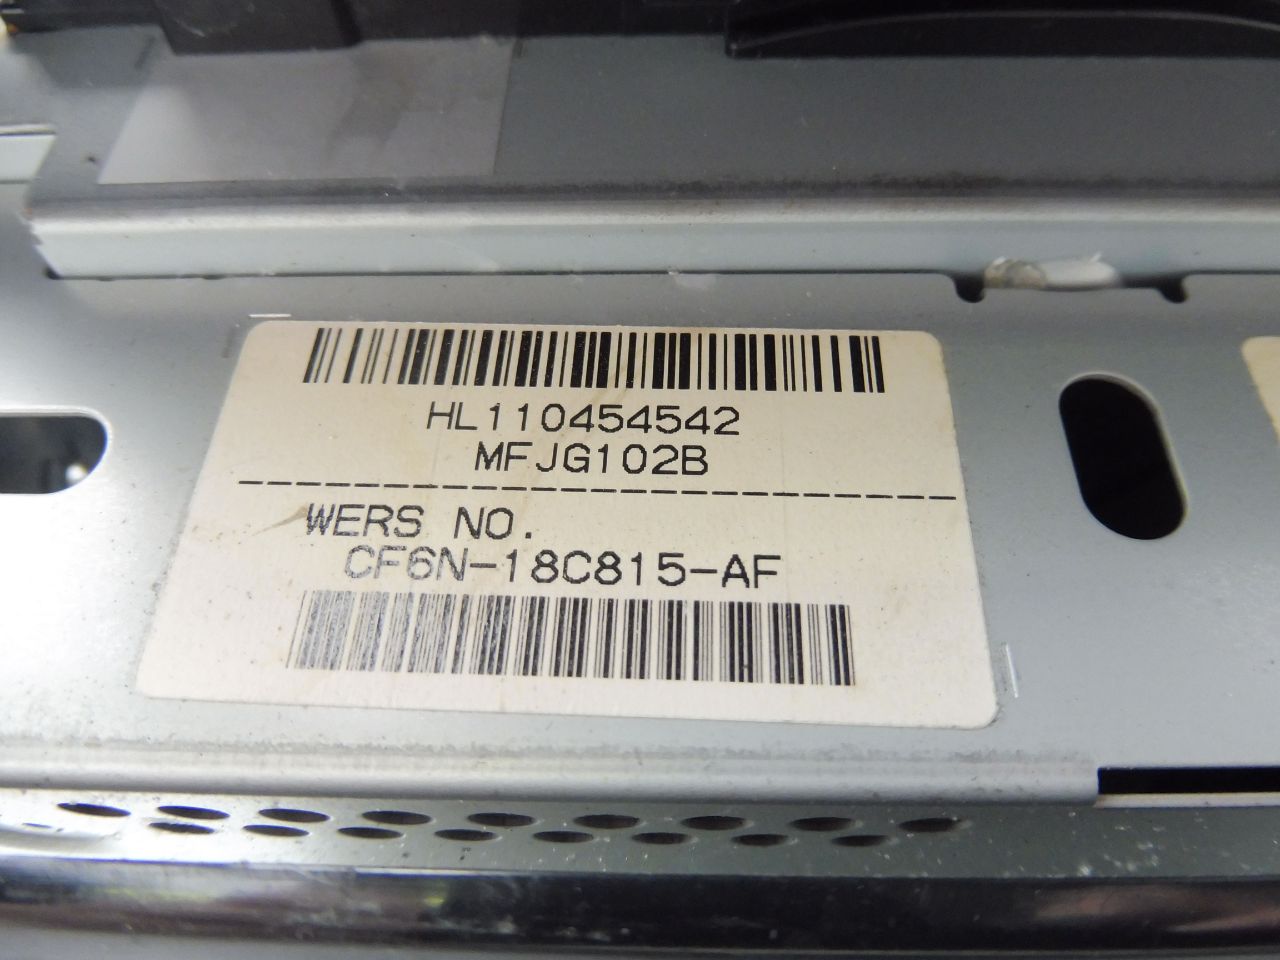 HL110454542
MFJG102B
WERS NO.
CF6N-18C815-AF